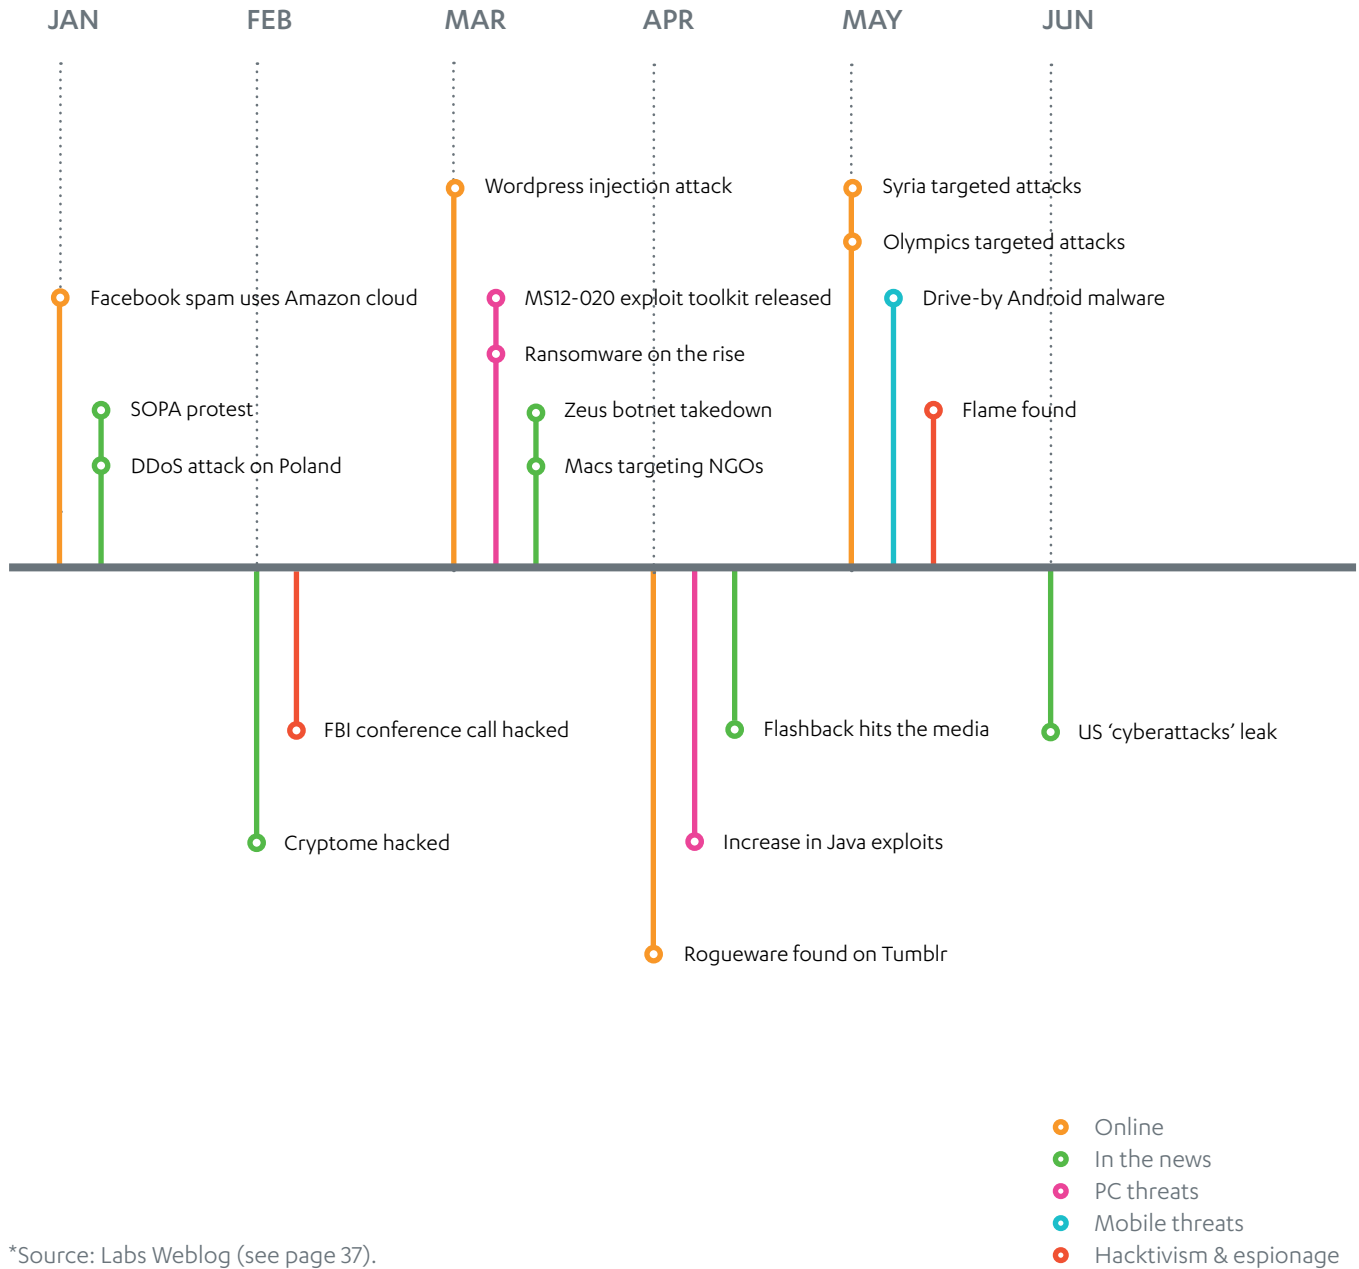 JAN FEB MAR APR MAY JUN
Wordpress injection attack
Syria targeted attacks
Olympics targeted attacks
Facebook spam uses Amazon cloud
MS12-020 exploit toolkit released
Drive-by Android malware
Ransomware on the rise
SOPA protest
Zeus botnet takedown
Flame found
DDoS attack on Poland
Macs targeting NGOs
FBI conference call hacked
Flashback hits the media
US ‘cyberattacks’ leak
Cryptome hacked
Increase in Java exploits
Rogueware found on Tumblr
Online
In the news
PC threats
Mobile threats
Hacktivism & espionage
*Source: Labs Weblog (see page 37).